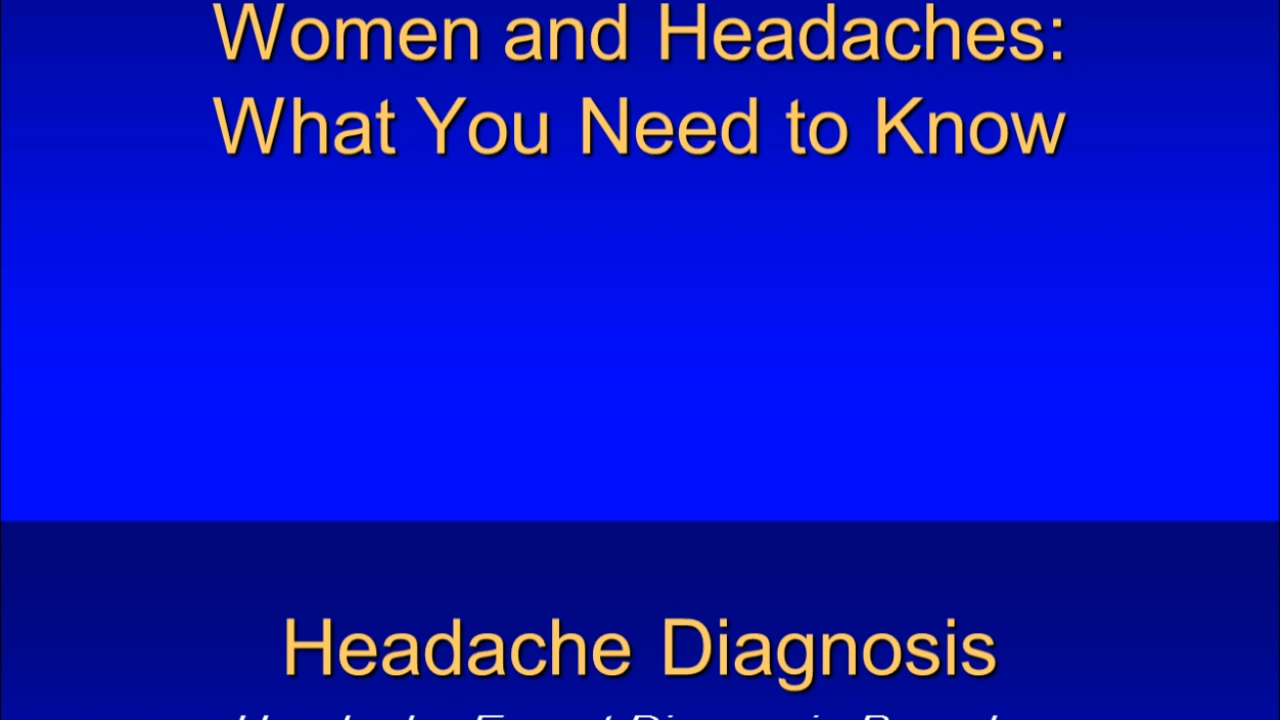 Women and Headaches:
What You Need to Know
Headache Diagnosis